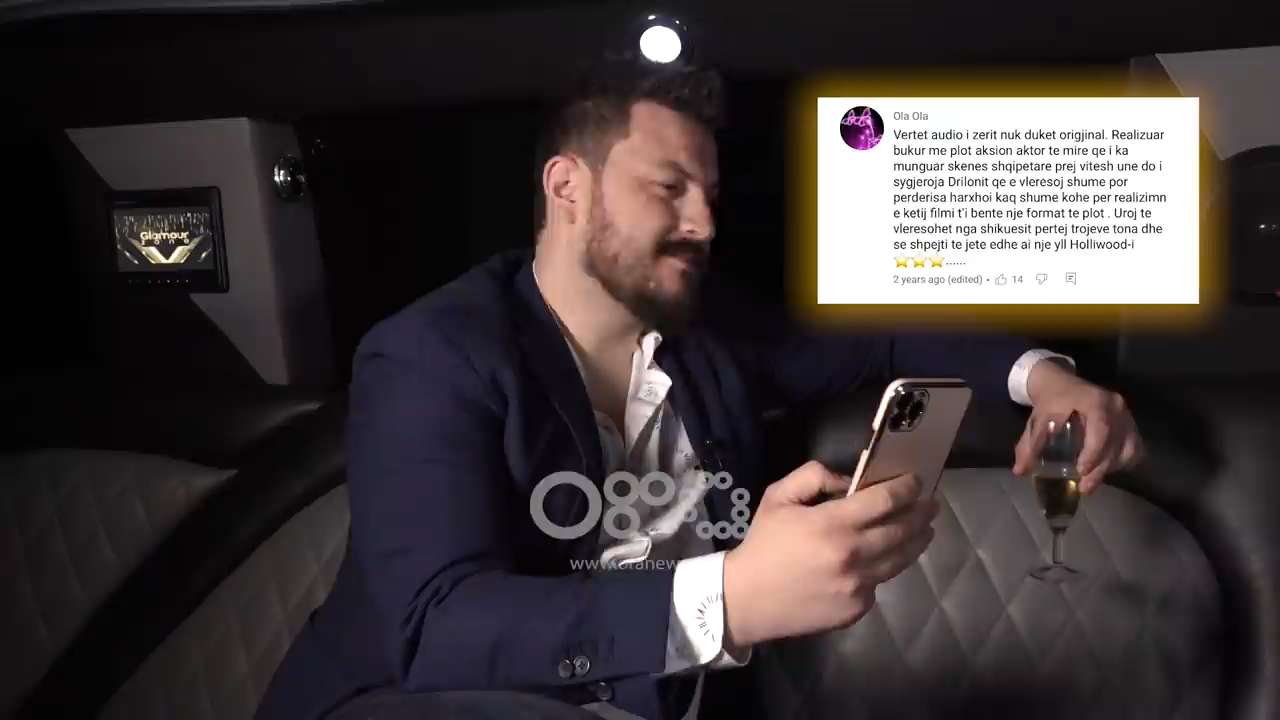 Ola Ola
Vertet audio i zerit nuk duket origjinal. Realizuar
bukur me plot aksion aktor te mire qe i ka
munguar skenes shqipetare prej vitesh une do i
sygjeroja Drilonit qe e vleresoj shume por
perderisa harxhoi kaq shume kohe per realizimn
e ketij filmi t'i bente nje format te plot . Uroj te
vleresohet nga shikuesit pertej trojeve tona dhe
se shpejti te jete edhe ai nje yll Holliwood-i
⭐⭐⭐......
2 years ago (edited) • 14
Glamour
zone